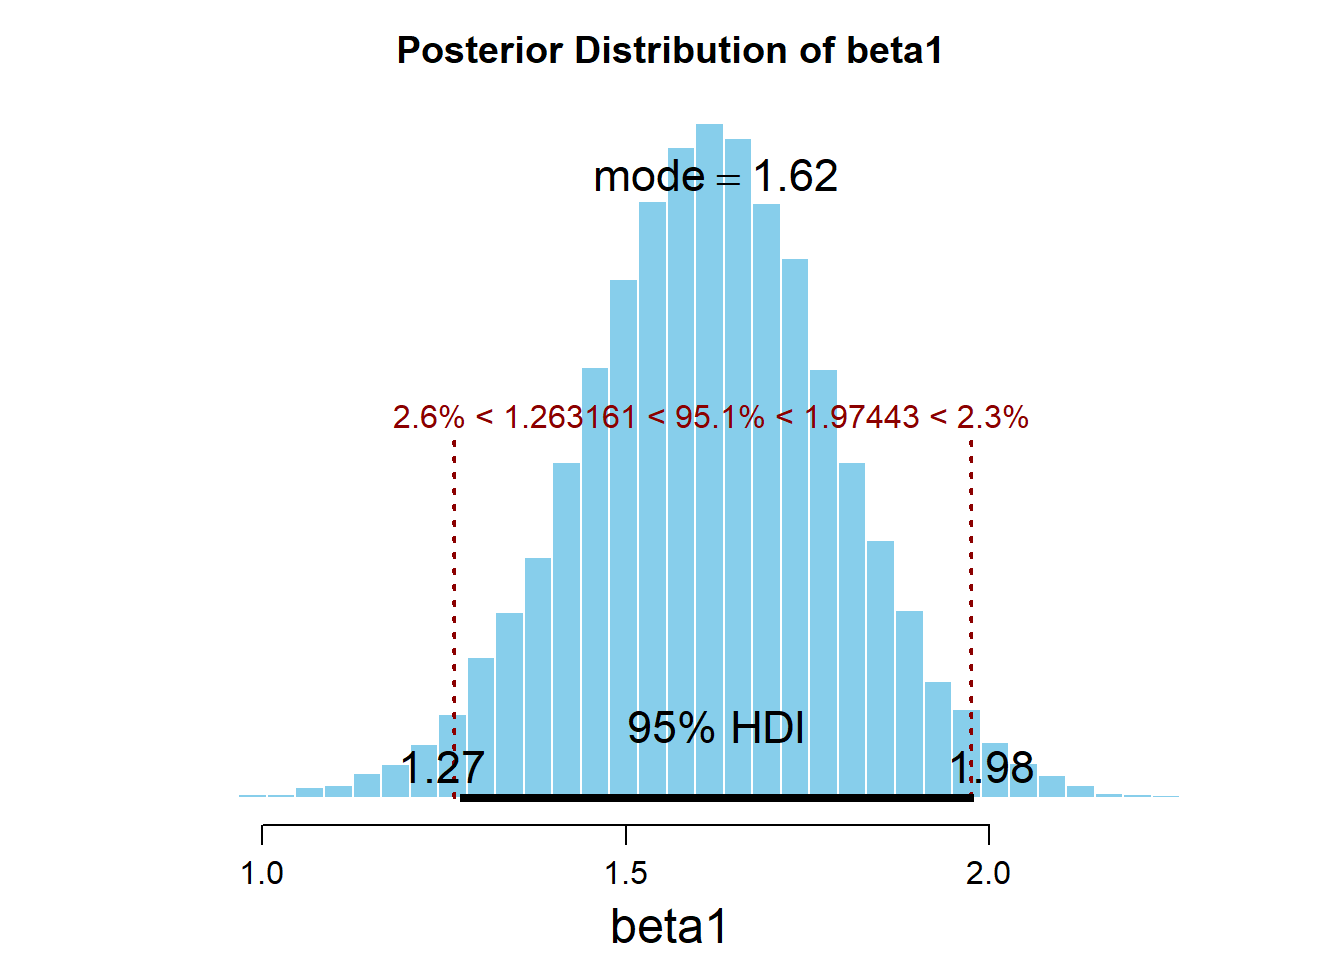 Posterior Distribution of beta1
mode = 1.62
2.6% < 1.263161 < 95.1% < 1.97443 < 2.3%
95% HDI
1.27 1.98
1.0 1.5 2.0
beta1